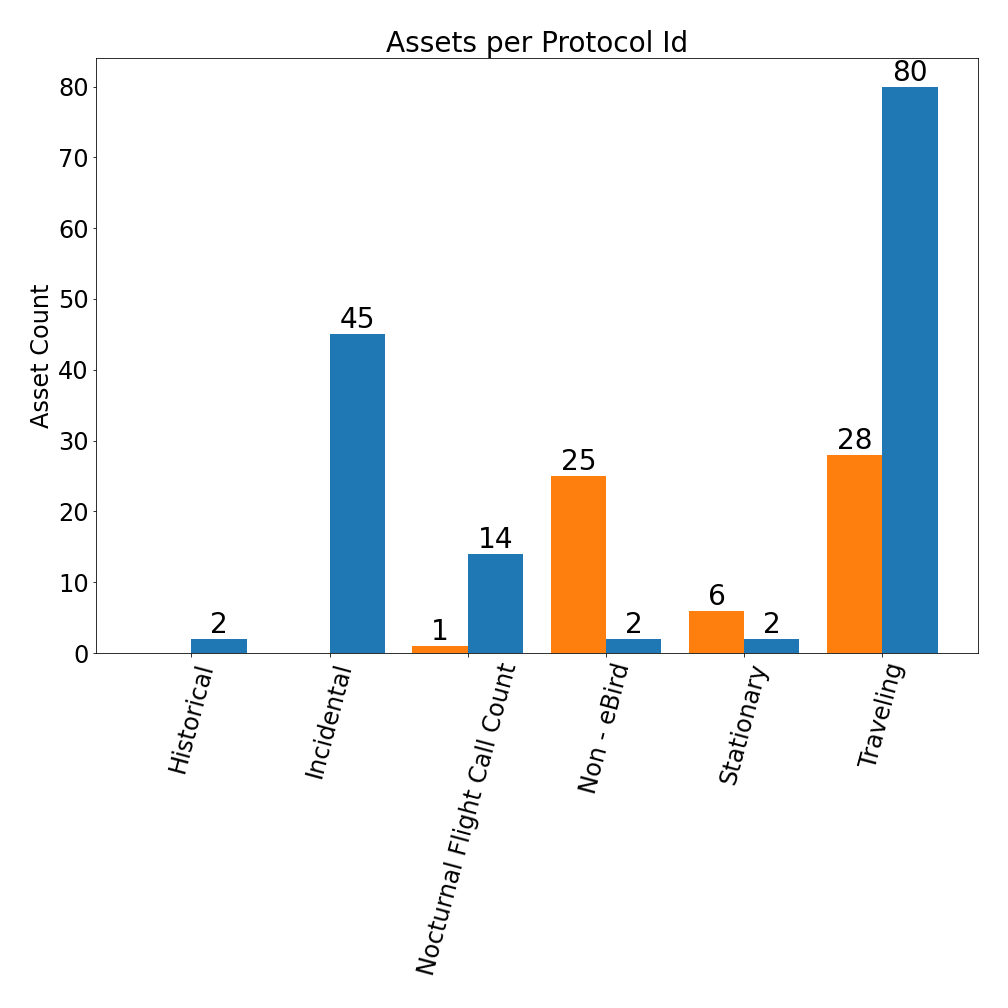 Assets per Protocol Id
Asset Count
80
70
60
50
40
30
20
10
0
2
45
1
14
25
2
6
2
28
80
Historical
Incidental
Nocturnal Flight Call Count
Non - eBird
Stationary
Traveling